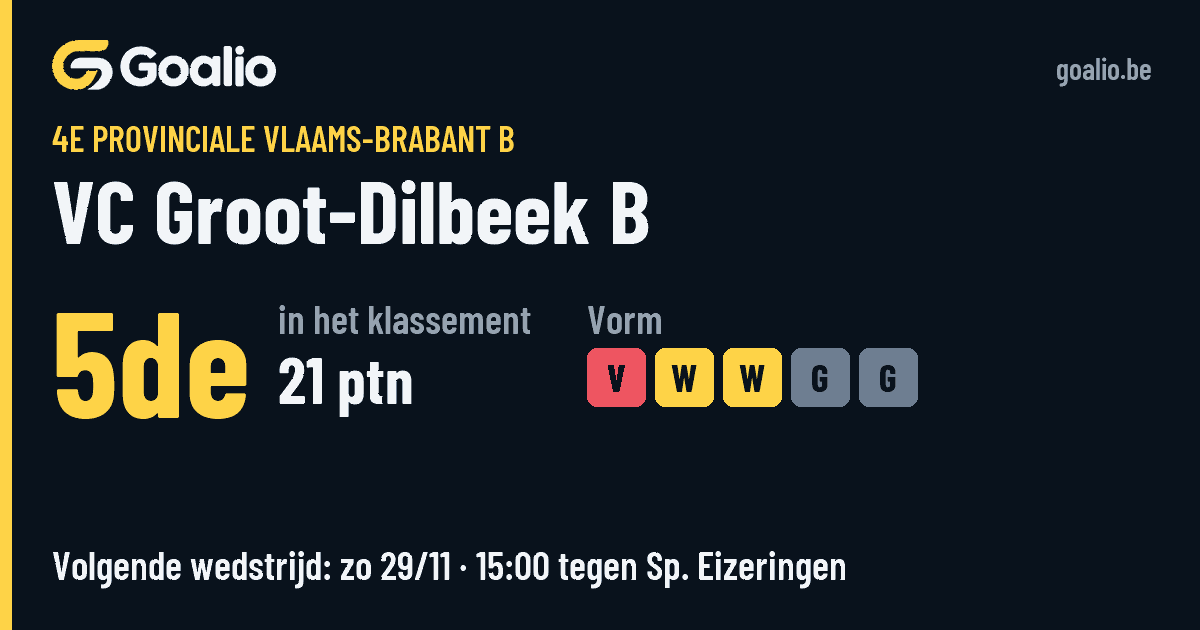 Goalio
goalio.be
4E PROVINCIALE VLAAMS-BRABANT B
VC Groot-Dilbeek B
5de
in het klassement
21 ptn
Vorm
V W W G G
Volgende wedstrijd: zo 29/11 · 15:00 tegen Sp. Eizeringen